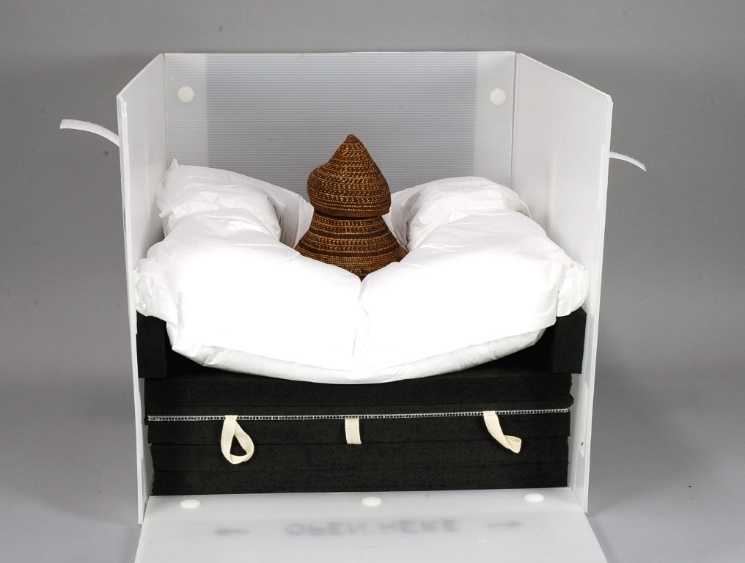 ← OPEN HERE →